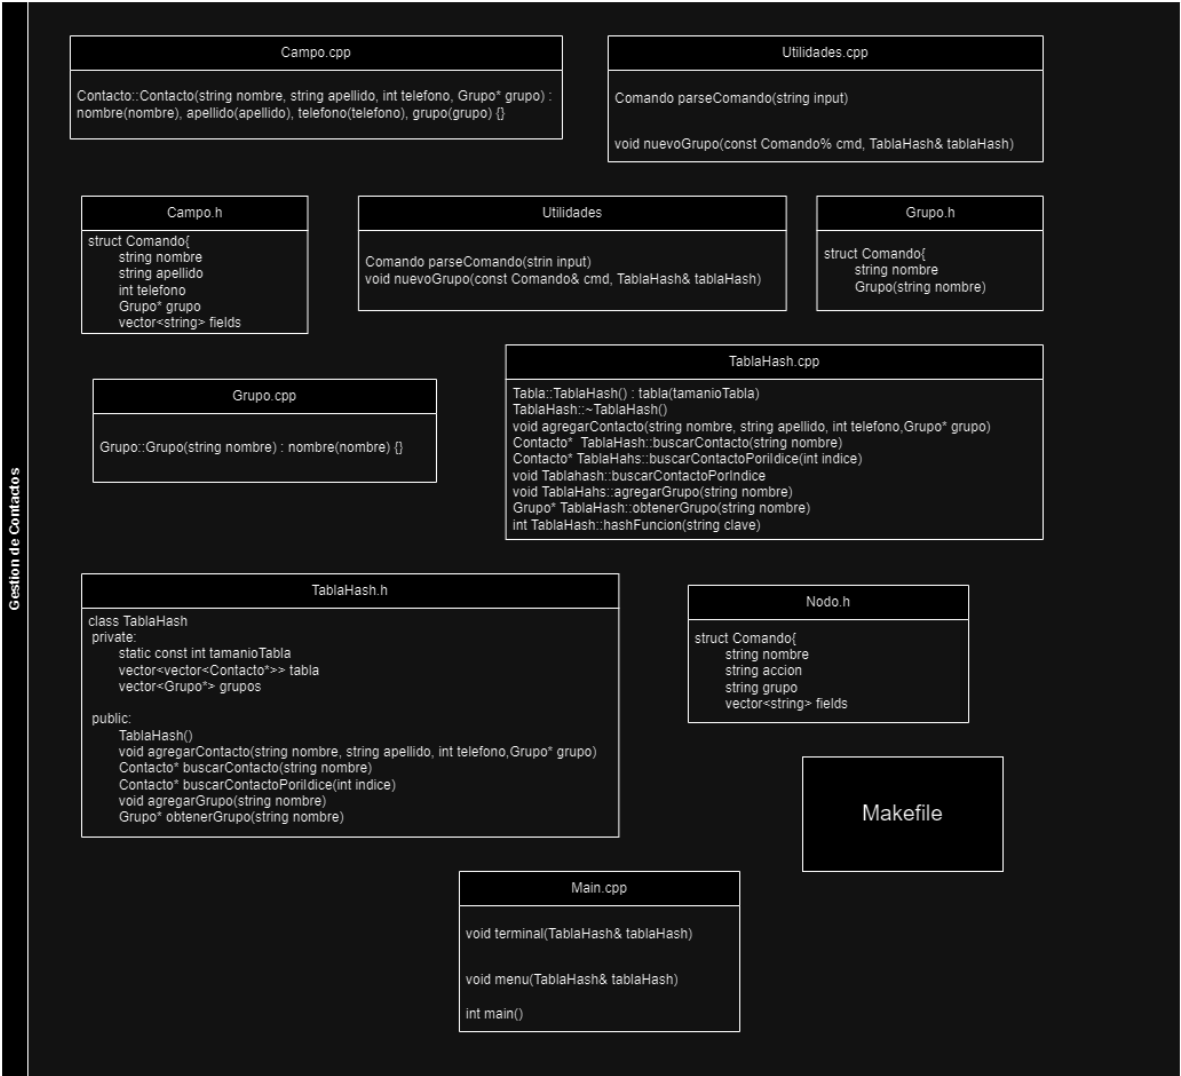 Gestion de Contactos
Campo.cpp
Contacto::Contacto(string nombre, string apellido, int telefono, Grupo* grupo) :
nombre(nombre), apellido(apellido), telefono(telefono), grupo(grupo) {}
Utilidades.cpp
Comando parseComando(string input)
void nuevoGrupo(const Comando% cmd, TablaHash& tablaHash)
Campo.h
struct Comando{
string nombre
string apellido
int telefono
Grupo* grupo
vector<string> fields
Utilidades
Comando parseComando(strin input)
void nuevoGrupo(const Comando& cmd, TablaHash& tablaHash)
Grupo.h
struct Comando{
string nombre
Grupo(string nombre)
Grupo.cpp
Grupo::Grupo(string nombre) : nombre(nombre) {}
TablaHash.cpp
Tabla::TablaHash() : tabla(tamanioTabla)
TablaHash::~TablaHash()
void agregarContacto(string nombre, string apellido, int telefono,Grupo* grupo)
Contacto*  TablaHash::buscarContacto(string nombre)
Contacto* TablaHahs::buscarContactoPorildice(int indice)
void Tablahash::buscarContactoPorIndice
void TablaHahs::agregarGrupo(string nombre)
Grupo* TablaHash::obtenerGrupo(string nombre)
int TablaHash::hashFuncion(string clave)
TablaHash.h
class TablaHash
private:
static const int tamanioTabla
vector<vector<Contacto*>> tabla
vector<Grupo*> grupos
public:
TablaHash()
void agregarContacto(string nombre, string apellido, int telefono,Grupo* grupo)
Contacto* buscarContacto(string nombre)
Contacto* buscarContactoPorildice(int indice)
void agregarGrupo(string nombre)
Grupo* obtenerGrupo(string nombre)
Nodo.h
struct Comando{
string nombre
string accion
string grupo
vector<string> fields
Makefile
Main.cpp
void terminal(TablaHash& tablaHash)
void menu(TablaHash& tablaHash)
int main()